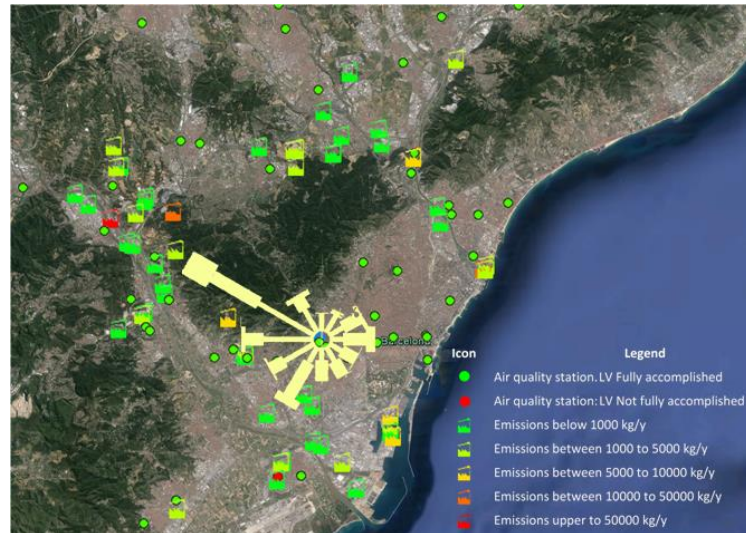 Barcelona
Icon Legend
Air quality station. LV Fully accomplished
Air quality station: LV Not fully accomplished
Emissions below 1000 kg/y
Emissions between 1000 to 5000 kg/y
Emissions between 5000 to 10000 kg/y
Emissions between 10000 to 50000 kg/y
Emissions upper to 50000 kg/y